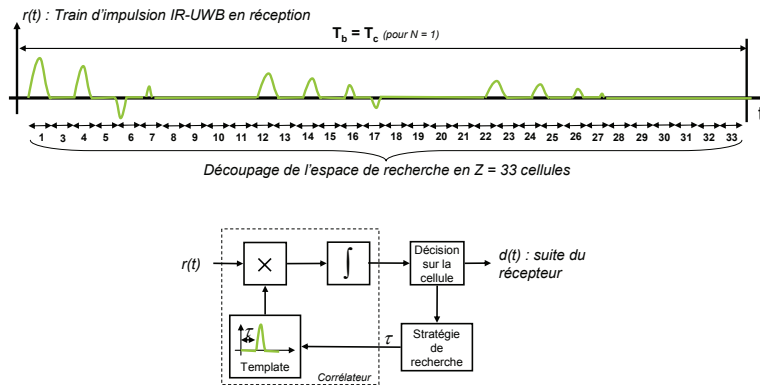 r(t) : Train d'impulsion IR-UWB en réception
T_b = T_c (pour N = 1)
t
1 3 4 5 6 7 8 9 10 11 12 13 14 15 16 17 18 19 20 21 22 23 24 25 26 27 28 29 30 31 32 33
Découpage de l'espace de recherche en Z = 33 cellules
r(t)
×
∫
Décision
sur la
cellule
d(t) : suite du
récepteur
τ
Template
τ
Stratégie
de
recherche
Corrélateur